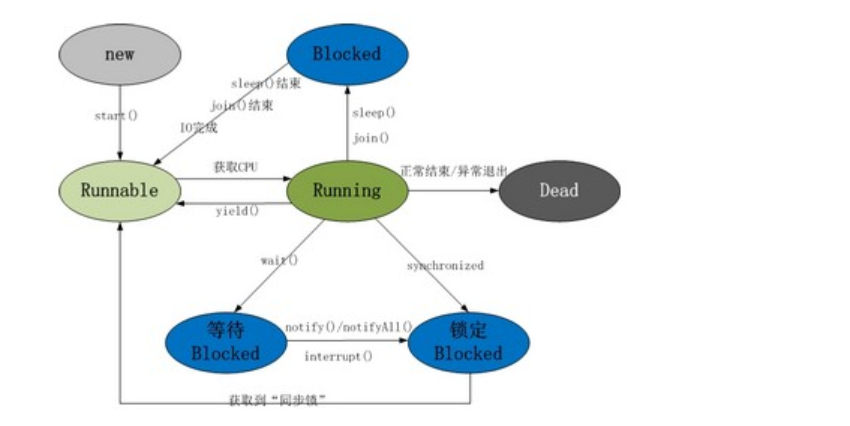 new
Blocked
sleep()结束
join()结束
IO完成
start()
sleep()
join()
获取CPU
正常结束/异常退出
Runnable
Running
Dead
yield()
wait()
synchronized
等待
Blocked
notify()/notifyAll()
interrupt()
锁定
Blocked
获取到“同步锁”